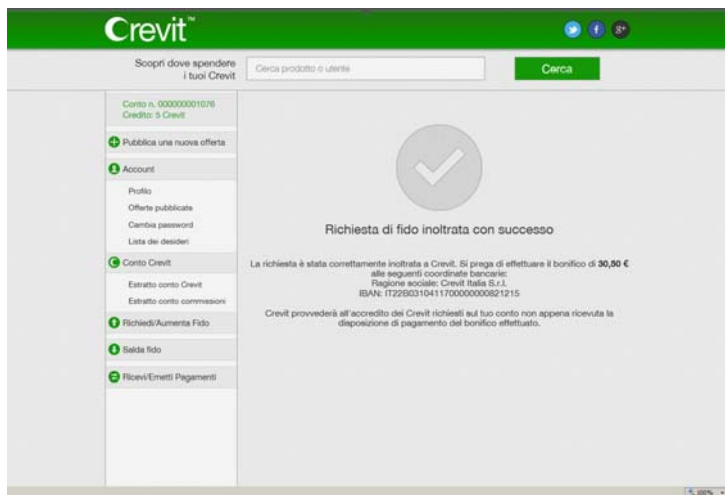 Crevit™
g+
Scopri dove spendere
i tuoi Crevit
Cerca prodotto o utente
Cerca
Conto n. 000000001076
Credito: 5 Crevit
Pubblica una nuova offerta
Account
Profilo
Offerte pubblicate
Cambia password
Lista dei desideri
Conto Crevit
Estratto conto Crevit
Estratto conto commissioni
Richiedi/Aumenta Fido
Salda fido
Ricevi/Emetti Pagamenti
Richiesta di fido inoltrata con successo
La richiesta è stata correttamente inoltrata a Crevit. Si prega di effettuare il bonifico di 30,50 €
alle seguenti coordinate bancarie:
Ragione sociale: Crevit Italia S.r.l.
IBAN: IT22B0310411700000000821215
Crevit provvederà all'accredito dei Crevit richiesti sul tuo conto non appena ricevuta la
disposizione di pagamento del bonifico effettuato.
100%